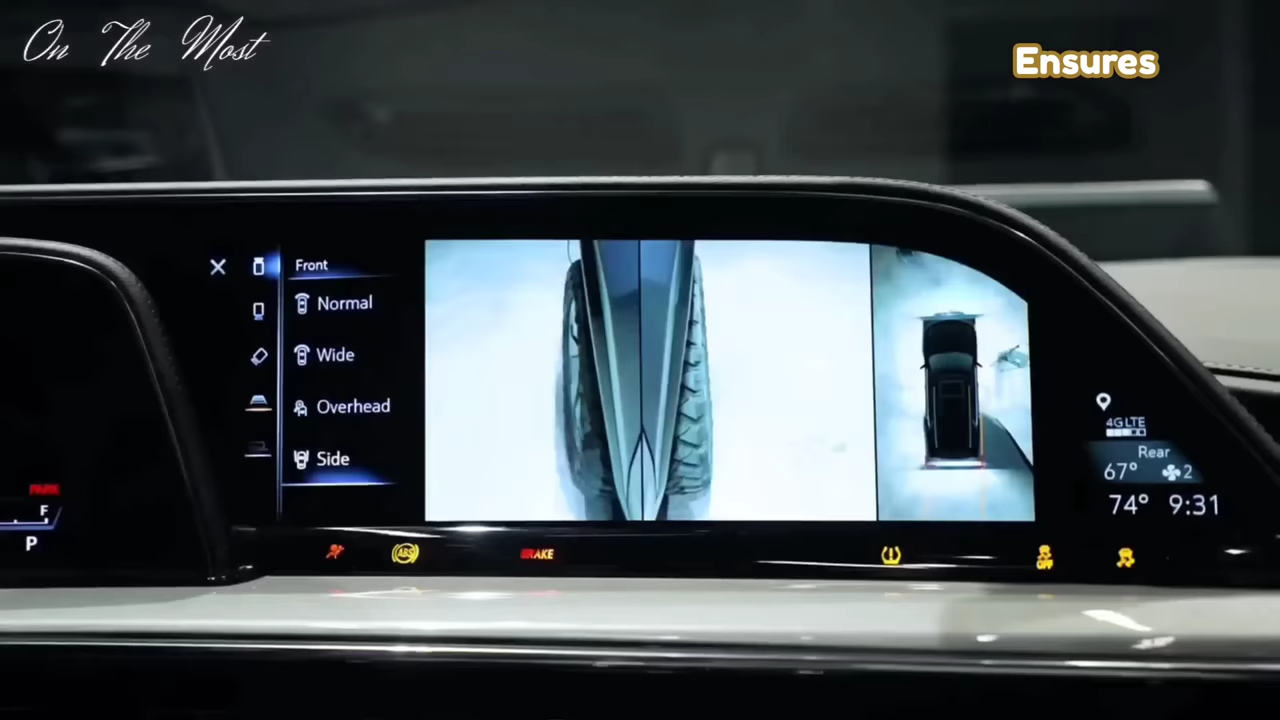 On The Most
Ensures
Front
Normal
Wide
Overhead
Side
4G LTE
Rear
67° 2
74° 9:31
PARK
F
P
ABS
BRAKE
OFF